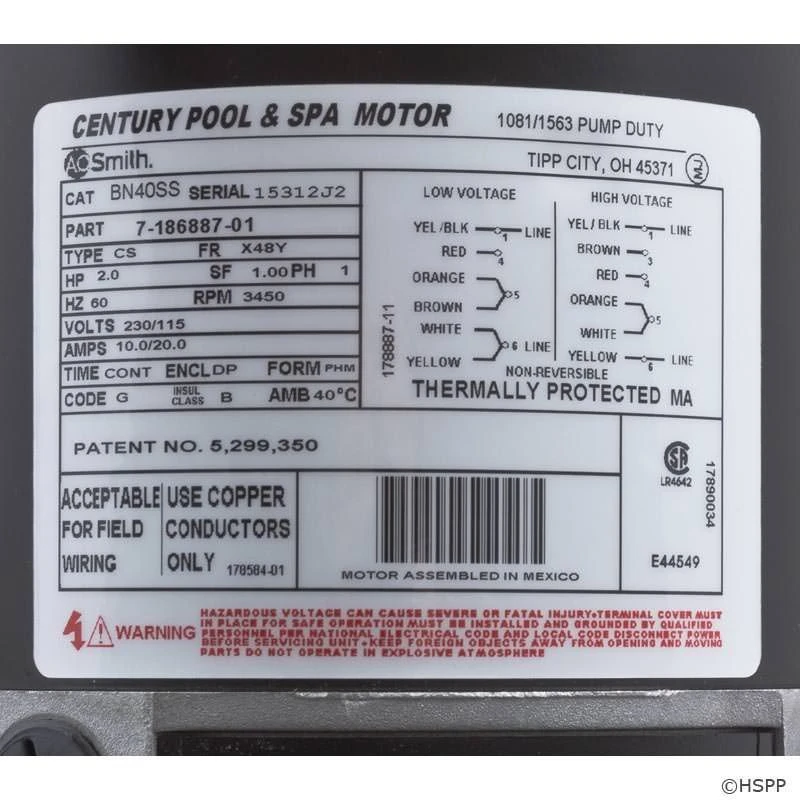 CENTURY POOL & SPA MOTOR 1081/1563 PUMP DUTY
AO Smith. TIPP CITY, OH 45371 MJ
CAT BN40SS SERIAL 15312J2
PART 7-186887-01
TYPE CS FR X48Y
HP 2.0 SF 1.00 PH 1
HZ 60 RPM 3450
VOLTS 230/115
AMPS 10.0/20.0
TIME CONT ENCL DP FORM PHM
CODE G INSUL CLASS B AMB 40°C
178887-11
LOW VOLTAGE
YEL/BLK 1 LINE
RED 4
ORANGE
BROWN 5
WHITE
YELLOW 6 LINE
HIGH VOLTAGE
YEL/BLK 1 LINE
BROWN 3
RED 4
ORANGE
WHITE 5
YELLOW 6 LINE
NON-REVERSIBLE
THERMALLY PROTECTED MA
PATENT NO. 5,299,350
ACCEPTABLE
FOR FIELD
WIRING
USE COPPER
CONDUCTORS
ONLY 178584-01
MOTOR ASSEMBLED IN MEXICO
SA
LR4642
17890034
E44549
WARNING
HAZARDOUS VOLTAGE CAN CAUSE SEVERE OR FATAL INJURY•TERMINAL COVER MUST
IN PLACE FOR SAFE OPERATION MUST BE INSTALLED AND GROUNDED BY QUALIFIED
PERSONNEL PER NATIONAL ELECTRICAL CODE AND LOCAL CODE DISCONNECT POWER
BEFORE SERVICING UNIT•KEEP FOREIGN OBJECTS AWAY FROM OPENING AND MOVING
PARTS DO NOT OPERATE IN EXPLOSIVE ATMOSPHERE
©HSPP